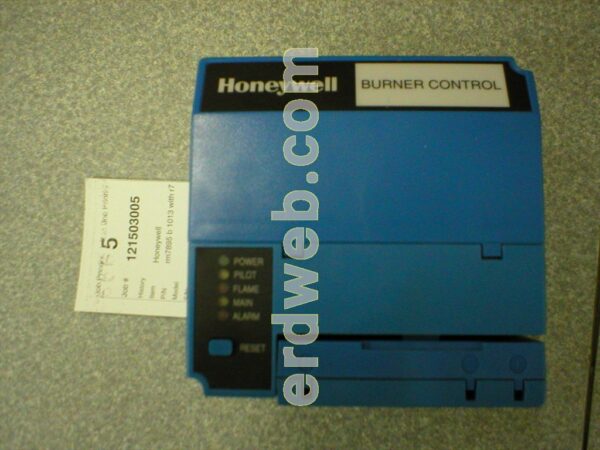 Honeywell
BURNER CONTROL
erdweb.com
POWER
PILOT
FLAME
MAIN
ALARM
RESET
5
Job #
121503005
History
Item
Honeywell
rm7895 b 1013 with r7
P/N
Model